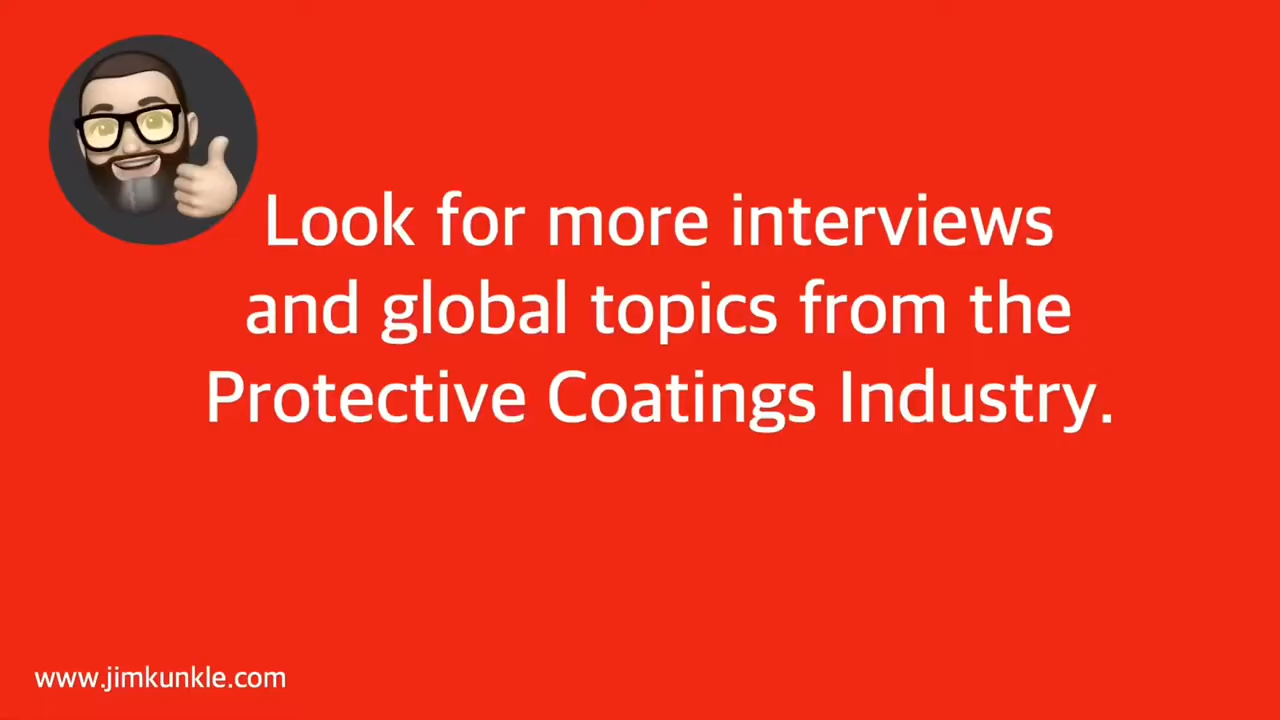 Look for more interviews
and global topics from the
Protective Coatings Industry.
www.jimkunkle.com